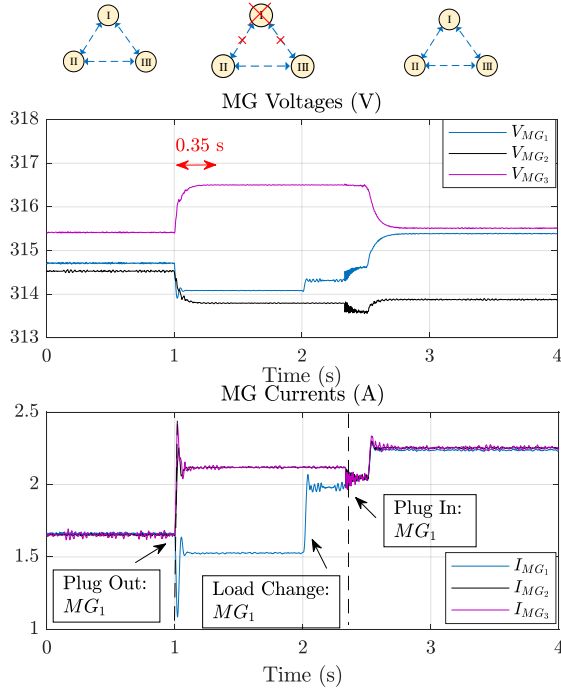 I
II
III
I
II
III
I
II
III
MG Voltages (V)
318
317
316
315
314
313
0.35 s
V_{MG_1}
V_{MG_2}
V_{MG_3}
0
1
2
3
4
Time (s)
MG Currents (A)
2.5
2
1.5
1
Plug Out:
MG_1
Load Change:
MG_1
Plug In:
MG_1
I_{MG_1}
I_{MG_2}
I_{MG_3}
0
1
2
3
4
Time (s)